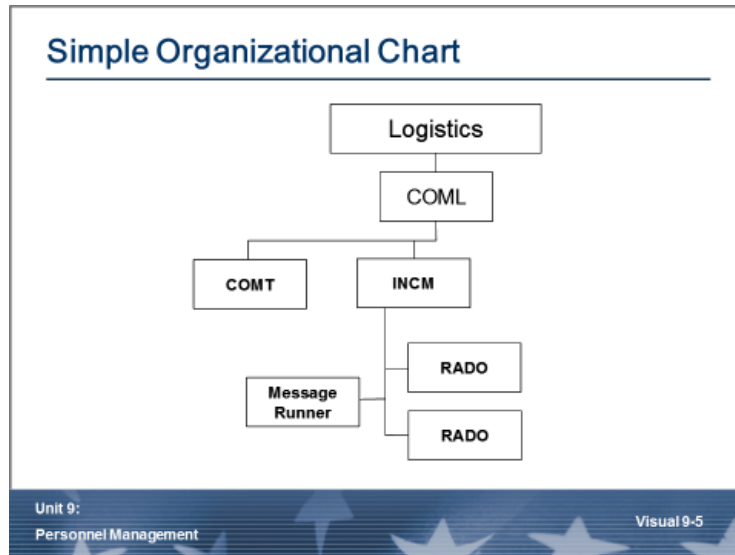 Simple Organizational Chart
Logistics
COML
COMT
INCM
RADO
Message
Runner
RADO
Unit 9:
Personnel Management
Visual 9-5